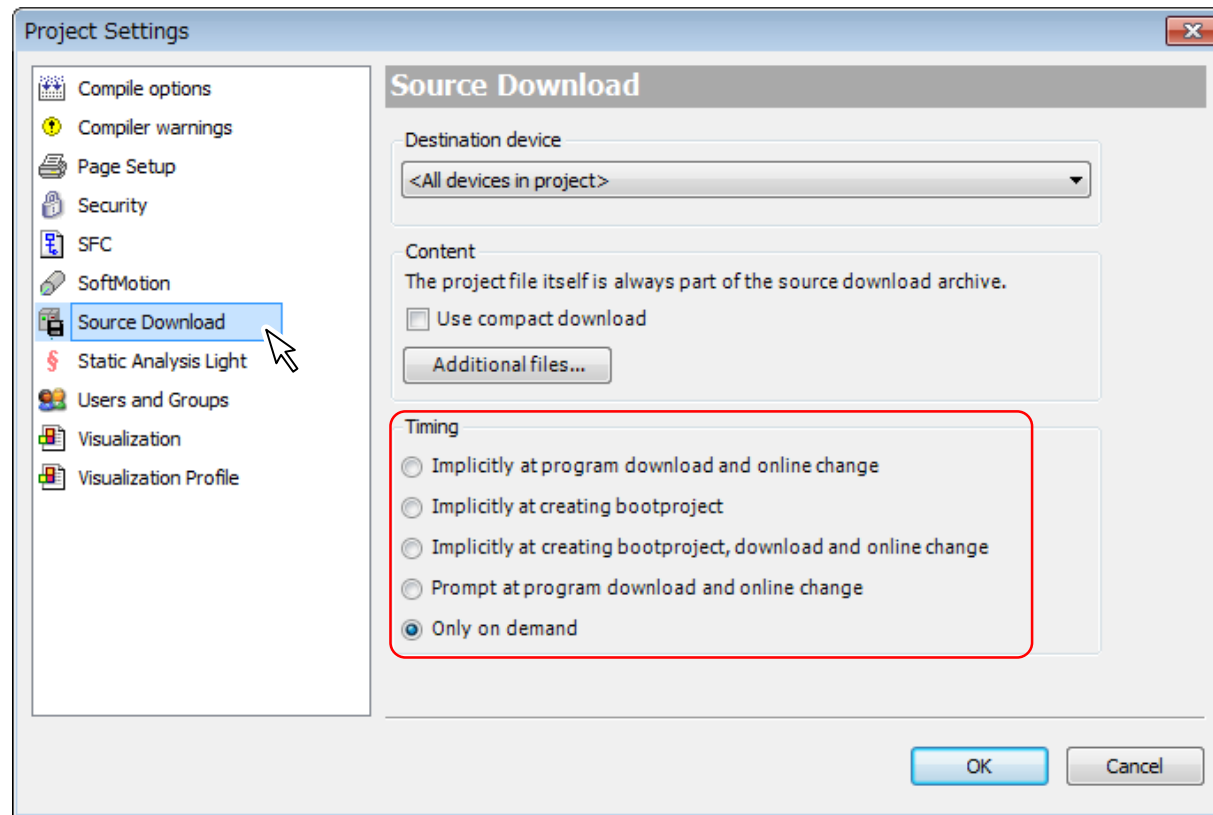 Project Settings
Compile options
Compiler warnings
Page Setup
Security
SFC
SoftMotion
Source Download
Static Analysis Light
Users and Groups
Visualization
Visualization Profile
Source Download
Destination device
<All devices in project>
Content
The project file itself is always part of the source download archive.
Use compact download
Additional files...
Timing
Implicitly at program download and online change
Implicitly at creating bootproject
Implicitly at creating bootproject, download and online change
Prompt at program download and online change
Only on demand
OK
Cancel